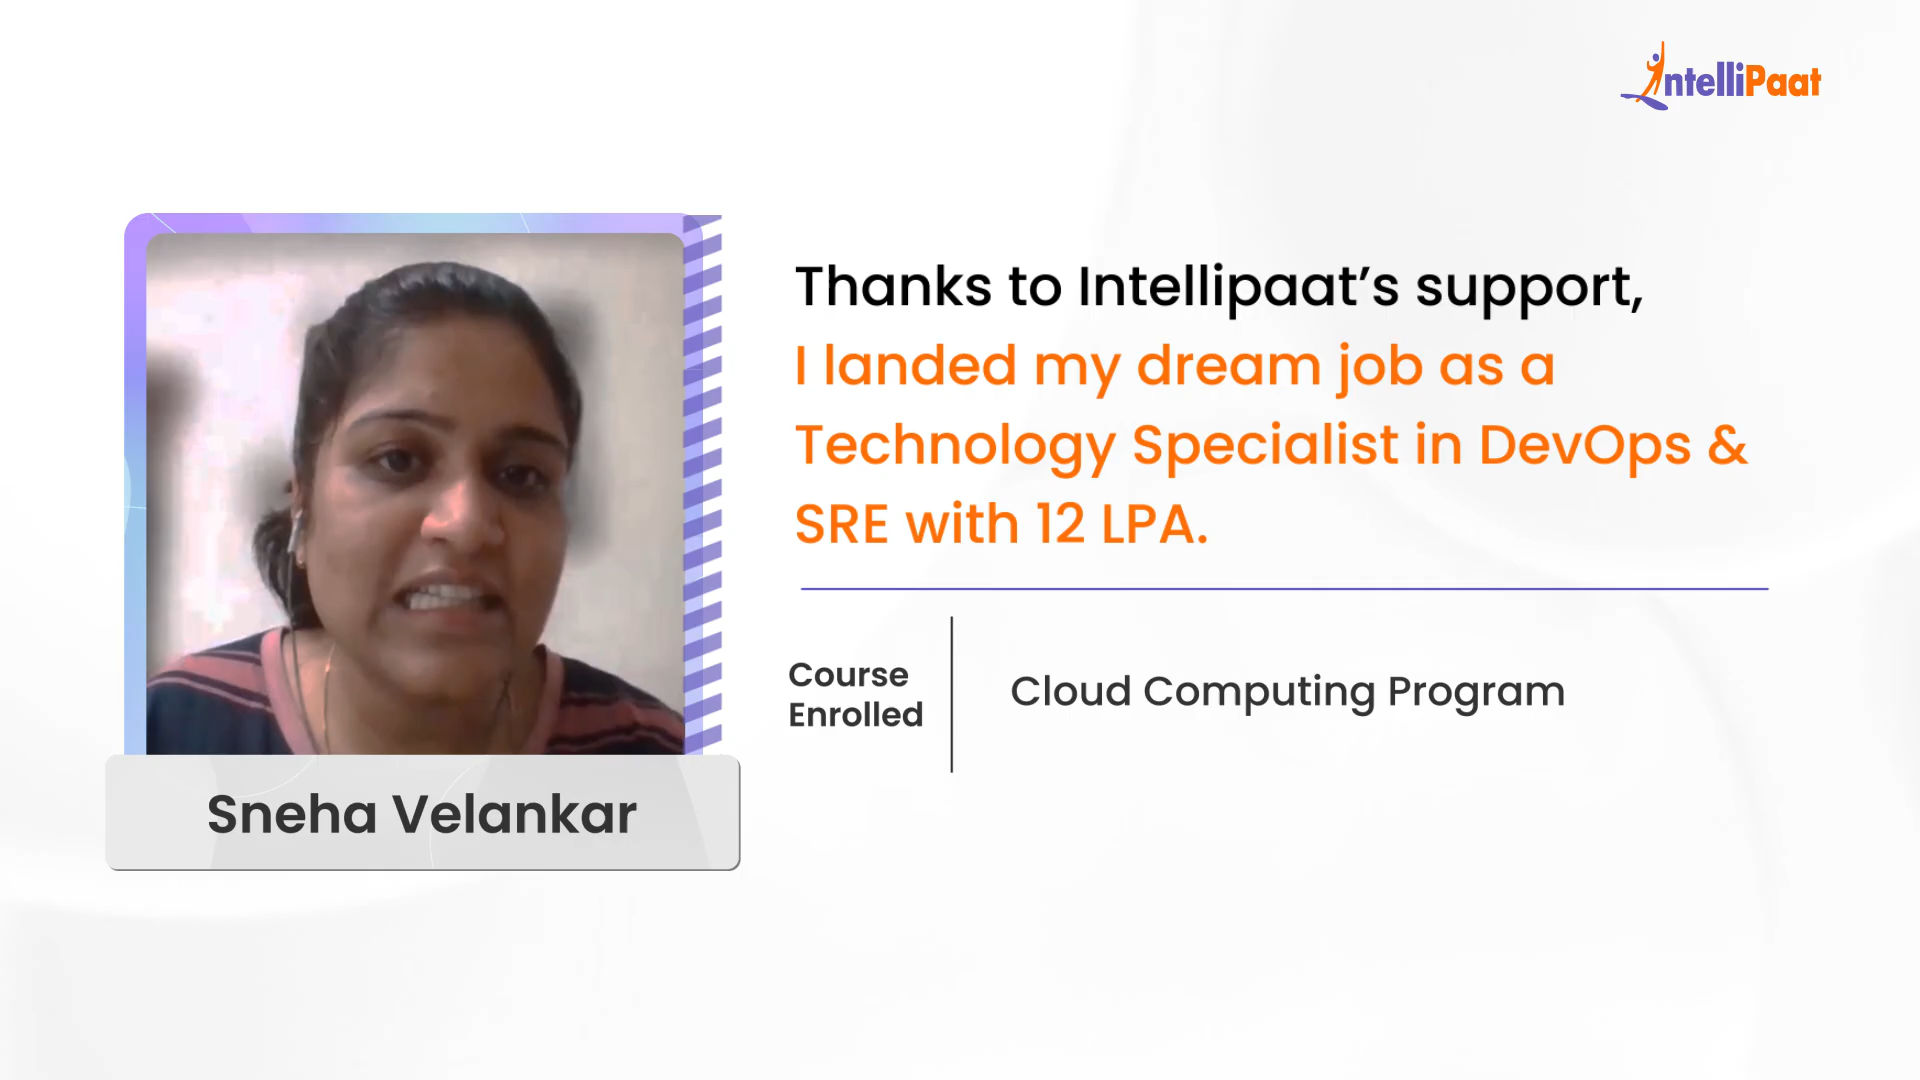 IntelliPaat
Thanks to Intellipaat’s support,
I landed my dream job as a
Technology Specialist in DevOps &
SRE with 12 LPA.
Course
Enrolled
Cloud Computing Program
Sneha Velankar